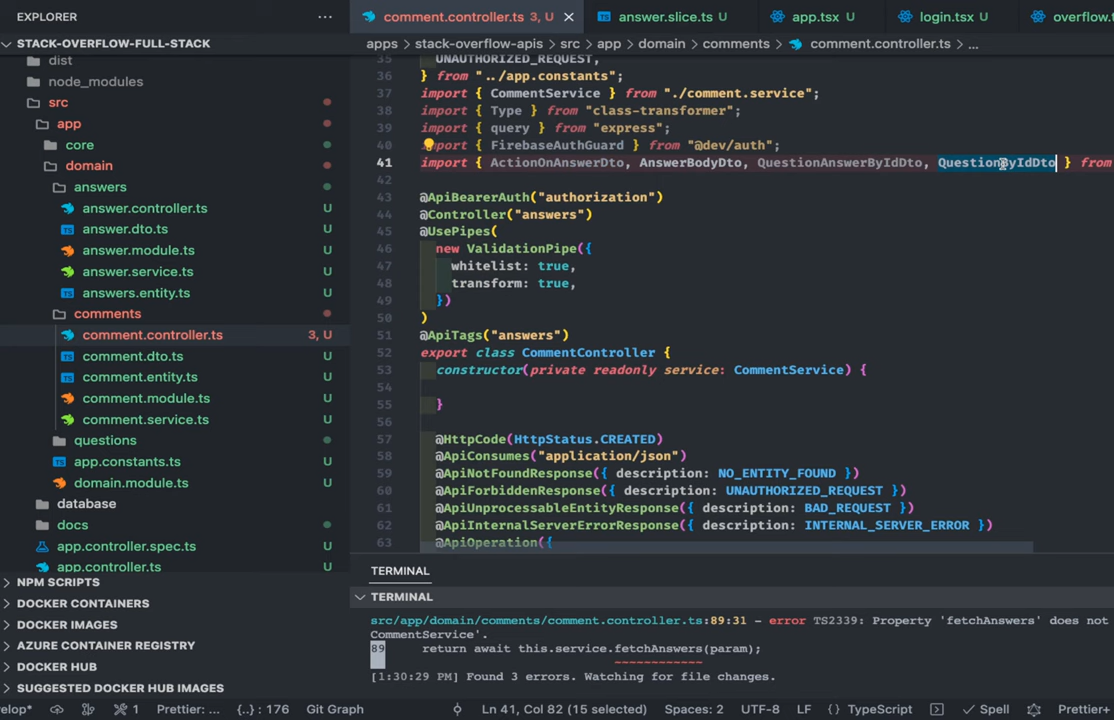 EXPLORER ···
STACK-OVERFLOW-FULL-STACK
dist
node_modules
src
app
core
domain
answers
answer.controller.ts U
answer.dto.ts U
answer.module.ts U
answer.service.ts U
answers.entity.ts U
comments
comment.controller.ts 3, U
comment.dto.ts U
comment.entity.ts U
comment.module.ts U
comment.service.ts U
questions
app.constants.ts U
domain.module.ts U
database
docs
app.controller.spec.ts U
app.controller.ts U
NPM SCRIPTS
DOCKER CONTAINERS
DOCKER IMAGES
AZURE CONTAINER REGISTRY
DOCKER HUB
SUGGESTED DOCKER HUB IMAGES
comment.controller.ts 3, U answer.slice.ts U app.tsx U login.tsx U overflow.
apps > stack-overflow-apis > src > app > domain > comments > comment.controller.ts > ...
35 UNAUTHORIZED_REQUEST,
36 } from "../app.constants";
37 import { CommentService } from "./comment.service";
38 import { Type } from "class-transformer";
39 import { query } from "express";
40 import { FirebaseAuthGuard } from "@dev/auth";
41 import { ActionOnAnswerDto, AnswerBodyDto, QuestionAnswerByIdDto, QuestionByIdDto } from
42
43 @ApiBearerAuth("authorization")
44 @Controller("answers")
45 @UsePipes(
46 new ValidationPipe({
47 whitelist: true,
48 transform: true,
49 })
50 )
51 @ApiTags("answers")
52 export class CommentController {
53 constructor(private readonly service: CommentService) {
54
55 }
56
57 @HttpCode(HttpStatus.CREATED)
58 @ApiConsumes("application/json")
59 @ApiNotFoundResponse({ description: NO_ENTITY_FOUND })
60 @ApiForbiddenResponse({ description: UNAUTHORIZED_REQUEST })
61 @ApiUnprocessableEntityResponse({ description: BAD_REQUEST })
62 @ApiInternalServerErrorResponse({ description: INTERNAL_SERVER_ERROR })
63 @ApiOperation({
TERMINAL
TERMINAL
src/app/domain/comments/comment.controller.ts:89:31 - error TS2339: Property 'fetchAnswers' does not
CommentService'.
89 return await this.service.fetchAnswers(param);
~~~~~~~~~~~~
[1:30:29 PM] Found 3 errors. Watching for file changes.
elop* 1 Prettier: ... {..} : 176 Git Graph Ln 41, Col 82 (15 selected) Spaces: 2 UTF-8 LF {} TypeScript Spell Prettier+